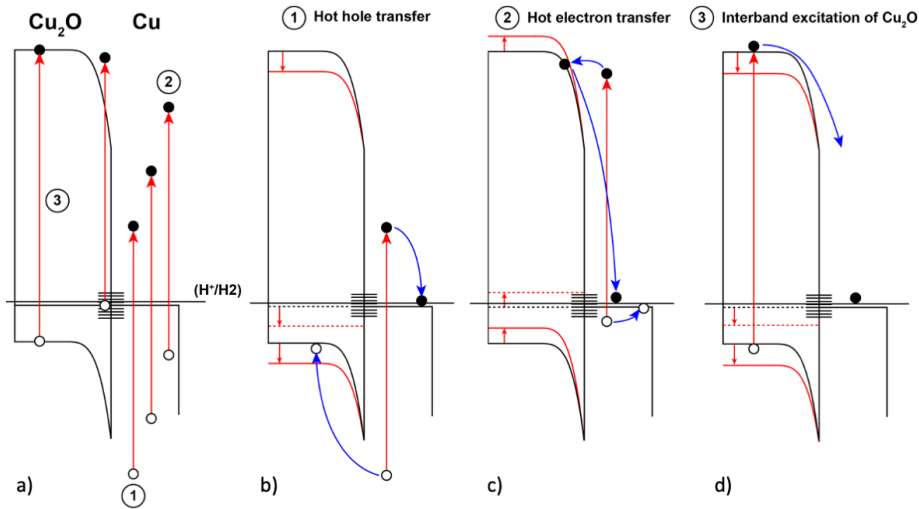 ① Hot hole transfer
② Hot electron transfer
③ Interband excitation of Cu₂O
Cu₂O
Cu
②
③
(H⁺/H2)
①
a)
b)
c)
d)